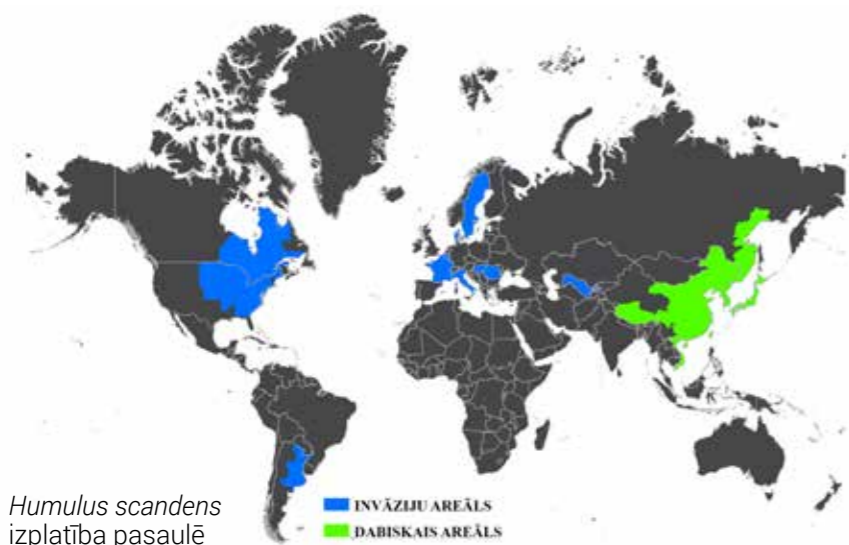 Humulus scandens
izplatība pasaulē
INVĀZIJU AREĀLS
DABISKAIS AREĀLS